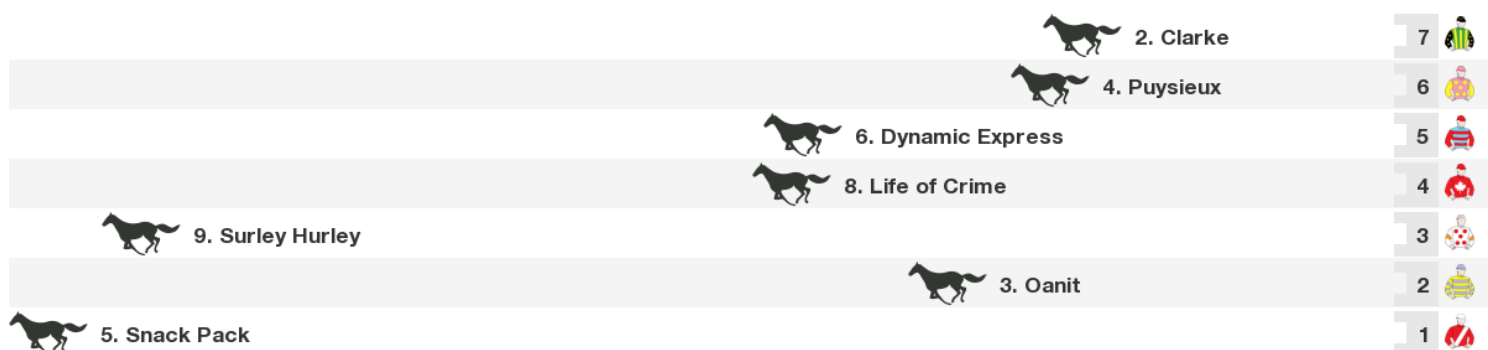 2. Clarke 7
4. Puysieux 6
6. Dynamic Express 5
8. Life of Crime 4
9. Surley Hurley 3
3. Oanit 2
5. Snack Pack 1